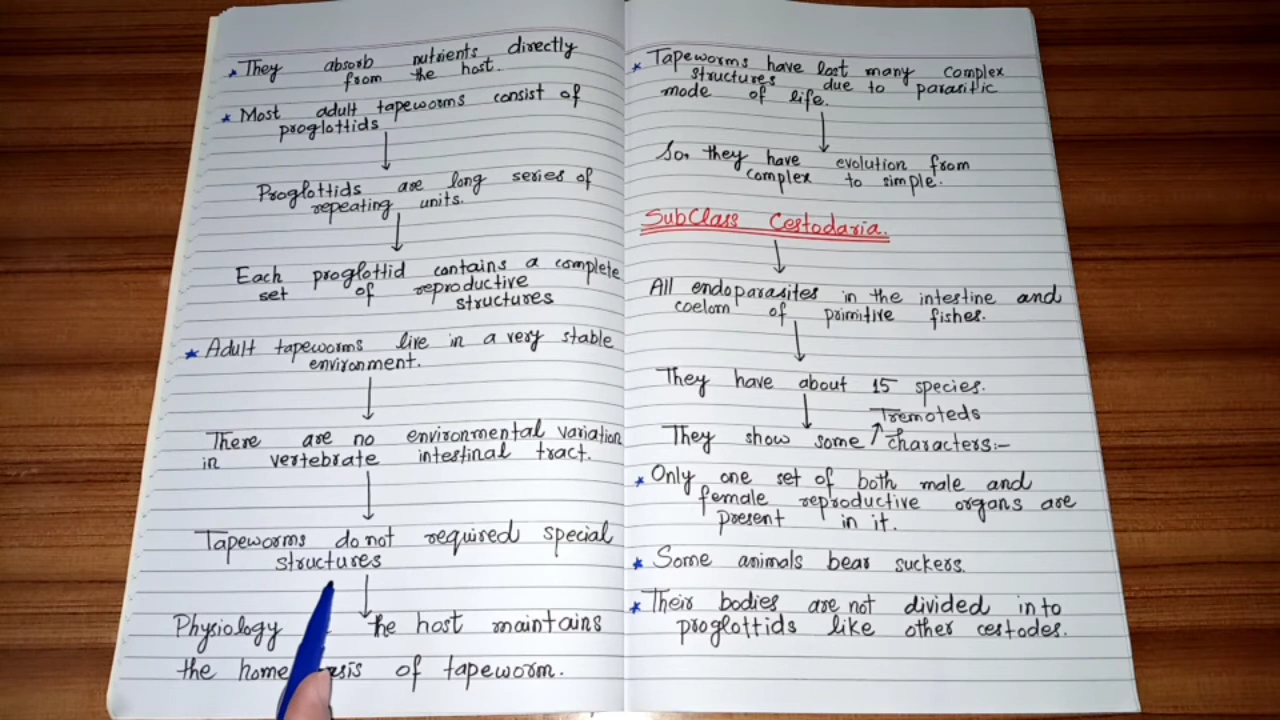 ★ They absorb nutrients directly
from the host.
★ Most adult tapeworms consist of
proglottids
Proglottids are long series of
repeating units.
Each proglottid contains a complete
set of reproductive
structures
★ Adult tapeworms live in a very stable
environment.
There are no environmental variation
in vertebrate intestinal tract.
Tapeworms do not required special
structures
Physiology the host maintains
the of tapeworm.
★ Tapeworms have lost many complex
structures due to parasitic
mode of life.
So, they have evolution from
complex to simple.
SubClass Cestodaria.
All endoparasites in the intestine and
coelom of primitive fishes.
They have about 15 species.
Tremoteds
They show some characters:-
★ Only one set of both male and
female reproductive organs are
present in it.
★ Some animals bear suckers.
★ Their bodies are not divided into
proglottids like other cestodes.